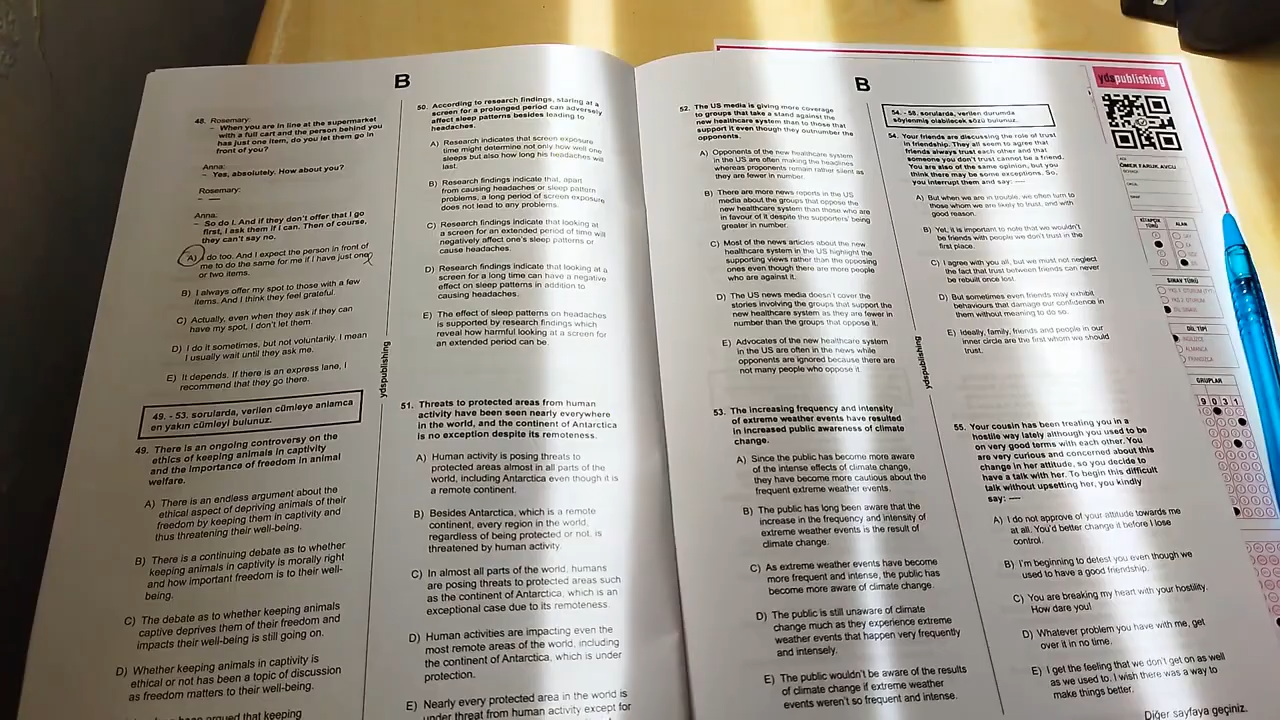 B
48. Rosemary:
- When you are in line at the supermarket
with a full cart and the person behind you
has just one item, do you let them go in
front of you?
Anna:
- Yes, absolutely. How about you?
Rosemary:
- ----
Anna:
- So do I. And if they don't offer that I go
first, I ask them if I can. Then of course,
they can't say no.
A) I do too. And I expect the person in front of
me to do the same for me if I have just one
or two items.
B) I always offer my spot to those with a few
items. And I think they feel grateful.
C) Actually, even when they ask if they can
have my spot, I don't let them.
D) I do it sometimes, but not voluntarily. I mean
I usually wait until they ask me.
E) It depends. If there is an express lane, I
recommend that they go there.
49. - 53. sorularda, verilen cümleye anlamca
en yakın cümleyi bulunuz.
49. There is an ongoing controversy on the
ethics of keeping animals in captivity
and the importance of freedom in animal
welfare.
A) There is an endless argument about the
ethical aspect of depriving animals of their
freedom by keeping them in captivity and
thus threatening their well-being.
B) There is a continuing debate as to whether
keeping animals in captivity is morally right
and how important freedom is to their well-
being.
C) The debate as to whether keeping animals
captive deprives them of their freedom and
impacts their well-being is still going on.
D) Whether keeping animals in captivity is
ethical or not has been a topic of discussion
as freedom matters to their well-being.
argued that keeping
ydspublishing
50. According to research findings, staring at a
screen for a prolonged period can adversely
affect sleep patterns besides leading to
headaches.
A) Research indicates that screen exposure
time might determine not only how well one
sleeps but also how long his headaches will
last.
B) Research findings indicate that, apart
from causing headaches or sleep pattern
problems, a long period of screen exposure
does not lead to any problems.
C) Research findings indicate that looking at
a screen for an extended period of time will
negatively affect one's sleep patterns or
cause headaches.
D) Research findings indicate that looking at a
screen for a long time can have a negative
effect on sleep patterns in addition to
causing headaches.
E) The effect of sleep patterns on headaches
is supported by research findings which
reveal how harmful looking at a screen for
an extended period can be.
51. Threats to protected areas from human
activity have been seen nearly everywhere
in the world, and the continent of Antarctica
is no exception despite its remoteness.
A) Human activity is posing threats to
protected areas almost in all parts of the
world, including Antarctica even though it is
a remote continent.
B) Besides Antarctica, which is a remote
continent, every region in the world,
regardless of being protected or not, is
threatened by human activity.
C) In almost all parts of the world, humans
are posing threats to protected areas such
as the continent of Antarctica, which is an
exceptional case due to its remoteness.
D) Human activities are impacting even the
most remote areas of the world, including
the continent of Antarctica, which is under
protection.
E) Nearly every protected area in the world is
under threat from human activity except for
B
52. The US media is giving more coverage
to groups that take a stand against the
new healthcare system than to those that
support it even though they outnumber the
opponents.
A) Opponents of the new healthcare system
in the US are often making the headlines
whereas proponents remain rather silent as
they are fewer in number.
B) There are more news reports in the US
media about the groups that oppose the
new healthcare system than those who are
in favour of it despite the supporters' being
greater in number.
C) Most of the news articles about the new
healthcare system in the US highlight the
supporting views rather than the opposing
ones even though there are more people
who are against it.
D) The US news media doesn't cover the
stories involving the groups that support the
new healthcare system as they are fewer in
number than the groups that oppose it.
E) Advocates of the new healthcare system
in the US are often in the news while
opponents are ignored because there are
not many people who oppose it.
53. The increasing frequency and intensity
of extreme weather events have resulted
in increased public awareness of climate
change.
A) Since the public has become more aware
of the intense effects of climate change,
they have become more cautious about the
frequent extreme weather events.
B) The public has long been aware that the
increase in the frequency and intensity of
extreme weather events is the result of
climate change.
C) As extreme weather events have become
more frequent and intense, the public has
become more aware of climate change.
D) The public is still unaware of climate
change much as they experience extreme
weather events that happen very frequently
and intensely.
E) The public wouldn't be aware of the results
of climate change if extreme weather
events weren't so frequent and intense.
ydspublishing
54. - 58. sorularda, verilen durumda
söylenmiş olabilecek sözü bulunuz.
54. Your friends are discussing the role of trust
in friendship. They all seem to agree that
friends always trust each other and that
someone you don't trust cannot be a friend.
You are also of the same opinion, but you
think there may be some exceptions. So,
you interrupt them and say: ----
A) But when we are in trouble, we often turn to
those whom we are likely to trust, and with
good reason.
B) Yet, it is important to note that we wouldn't
be friends with people we don't trust in the
first place.
C) I agree with you all, but we must not neglect
the fact that trust between friends can never
be rebuilt once lost.
D) But sometimes even friends may exhibit
behaviours that damage our confidence in
them without meaning to do so.
E) Ideally, family, friends and people in our
inner circle are the first whom we should
trust.
55. Your cousin has been treating you in a
hostile way lately although you used to be
on very good terms with each other. You
are very curious and concerned about this
change in her attitude, so you decide to
have a talk with her. To begin this difficult
talk without upsetting her, you kindly
say: ----
A) I do not approve of your attitude towards me
at all. You'd better change it before I lose
control.
B) I'm beginning to detest you even though we
used to have a good friendship.
C) You are breaking my heart with your hostility.
How dare you!
D) Whatever problem you have with me, get
over it in no time.
E) I get the feeling that we don't get on as well
as we used to. I wish there was a way to
make things better.
Diğer sayfaya geçiniz.
ydspublishing
ÖMER FARUK AVCU
KİTAPÇIK
TÜRÜ
ALAN
SINAV TÜRÜ
DİL TİPİ
İNGİLİZCE
ALMANCA
FRANSIZCA
GRUPLAR
9 0 3 1